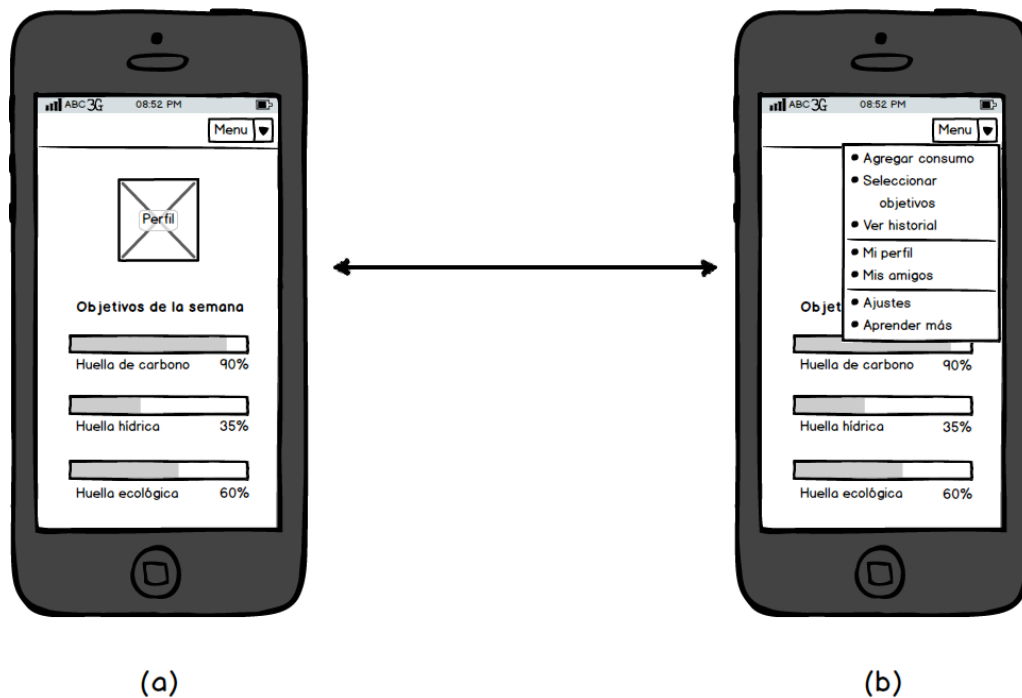 ABC 3G 08:52 PM
Menu
Perfil
Objetivos de la semana
Huella de carbono 90%
Huella hídrica 35%
Huella ecológica 60%
(a)
ABC 3G 08:52 PM
Menu
Agregar consumo
Seleccionar
objetivos
Ver historial
Mi perfil
Mis amigos
Ajustes
Aprender más
Objet
Huella de carbono 90%
Huella hídrica 35%
Huella ecológica 60%
(b)